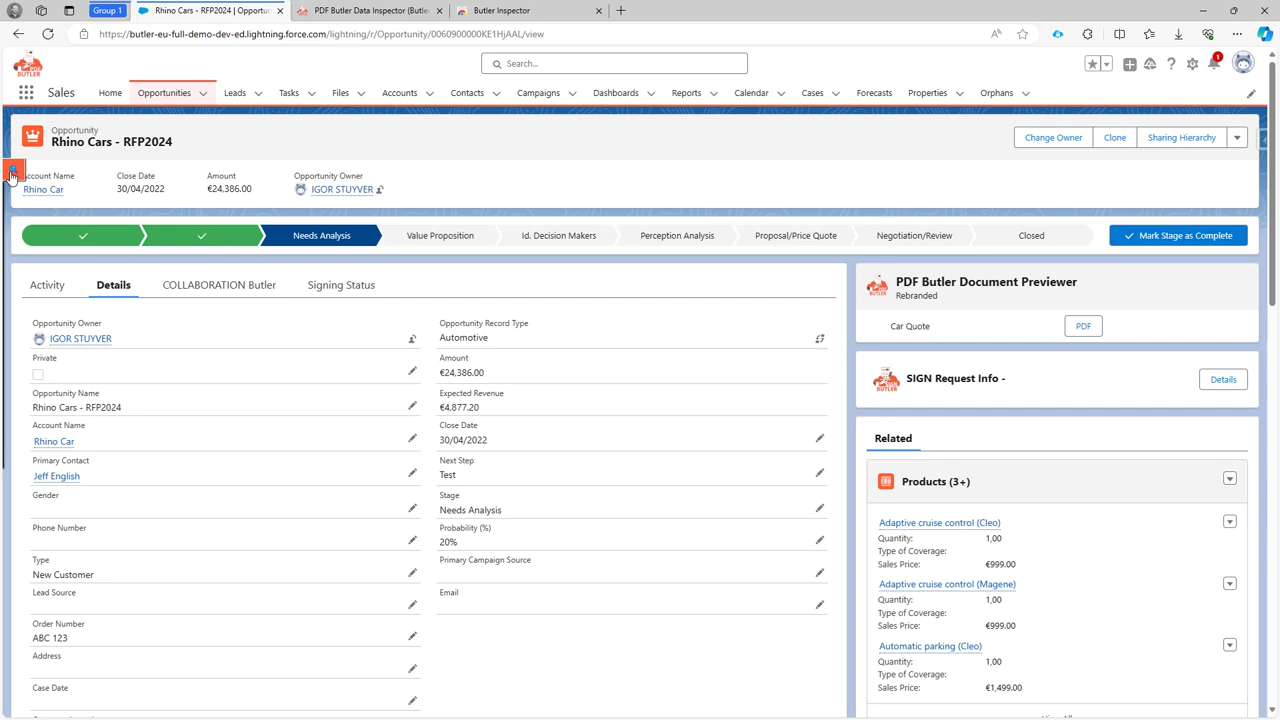 Group 1
Rhino Cars - RFP2024 | Opportun
PDF Butler Data Inspector (Butle
Butler Inspector
https://butler-eu-full-demo-dev-ed.lightning.force.com/lightning/r/Opportunity/0060900000KE1HjAAL/view
Search...
1
Sales
Home
Opportunities
Leads
Tasks
Files
Accounts
Contacts
Campaigns
Dashboards
Reports
Calendar
Cases
Forecasts
Properties
Orphans
Opportunity
Rhino Cars - RFP2024
Change Owner
Clone
Sharing Hierarchy
Account Name
Rhino Car
Close Date
30/04/2022
Amount
€24,386.00
Opportunity Owner
IGOR STUYVER
Needs Analysis
Value Proposition
Id. Decision Makers
Perception Analysis
Proposal/Price Quote
Negotiation/Review
Closed
Mark Stage as Complete
Activity
Details
COLLABORATION Butler
Signing Status
Opportunity Owner
IGOR STUYVER
Private
Opportunity Name
Rhino Cars - RFP2024
Account Name
Rhino Car
Primary Contact
Jeff English
Gender
Phone Number
Type
New Customer
Lead Source
Order Number
ABC 123
Address
Case Date
Opportunity Record Type
Automotive
Amount
€24,386.00
Expected Revenue
€4,877.20
Close Date
30/04/2022
Next Step
Test
Stage
Needs Analysis
Probability (%)
20%
Primary Campaign Source
Email
PDF Butler Document Previewer
Rebranded
Car Quote
PDF
SIGN Request Info -
Details
Related
Products (3+)
Adaptive cruise control (Cleo)
Quantity: 1,00
Type of Coverage:
Sales Price: €999.00
Adaptive cruise control (Magene)
Quantity: 1,00
Type of Coverage:
Sales Price: €999.00
Automatic parking (Cleo)
Quantity: 1,00
Type of Coverage:
Sales Price: €1,499.00